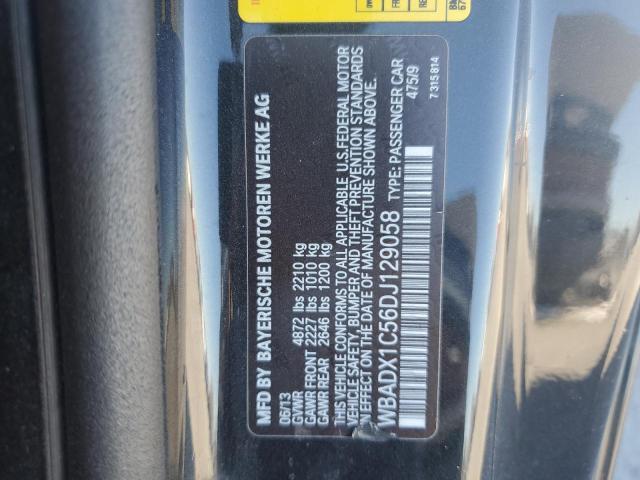 MFD BY BAYERISCHE MOTOREN WERKE AG
06/13
GVWR 4872 lbs 2210 kg
GAWR FRONT 2227 lbs 1010 kg
GAWR REAR 2646 lbs 1200 kg
THIS VEHICLE CONFORMS TO ALL APPLICABLE U.S. FEDERAL MOTOR
VEHICLE SAFETY, BUMPER AND THEFT PREVENTION STANDARDS
IN EFFECT ON THE DATE OF MANUFACTURE SHOWN ABOVE.
WBADX1C56DJ129058 TYPE: PASSENGER CAR
475/9
7 315 814